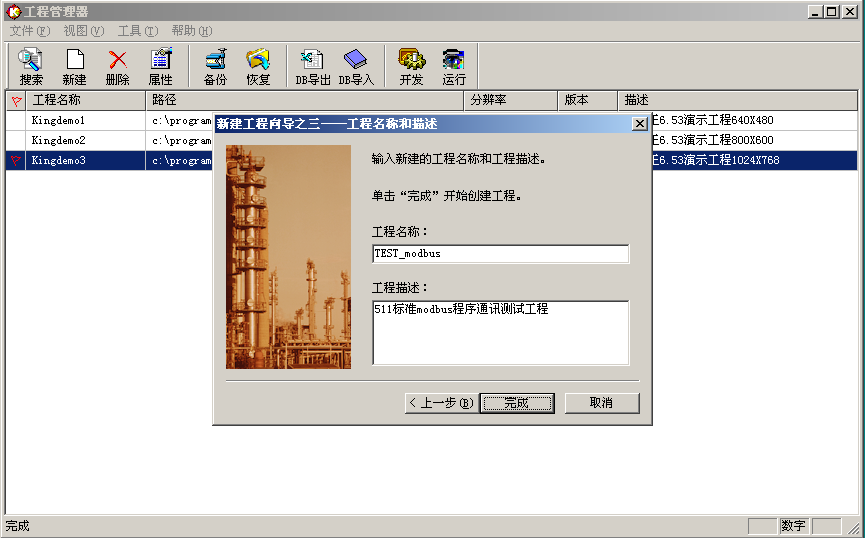 工程管理器
文件(F) 视图(V) 工具(T) 帮助(H)
搜索 新建 删除 属性 备份 恢复 DB导出 DB导入 开发 运行
工程名称 路径 分辨率 版本 描述
Kingdemo1 c:\program 6.53演示工程640X480
Kingdemo2 c:\program 6.53演示工程800X600
Kingdemo3 c:\program 6.53演示工程1024X768
新建工程向导之三——工程名称和描述
输入新建的工程名称和工程描述。
单击“完成”开始创建工程。
工程名称：
TEST_modbus
工程描述：
511标准modbus程序通讯测试工程
< 上一步(B) 完成 取消
完成 数字